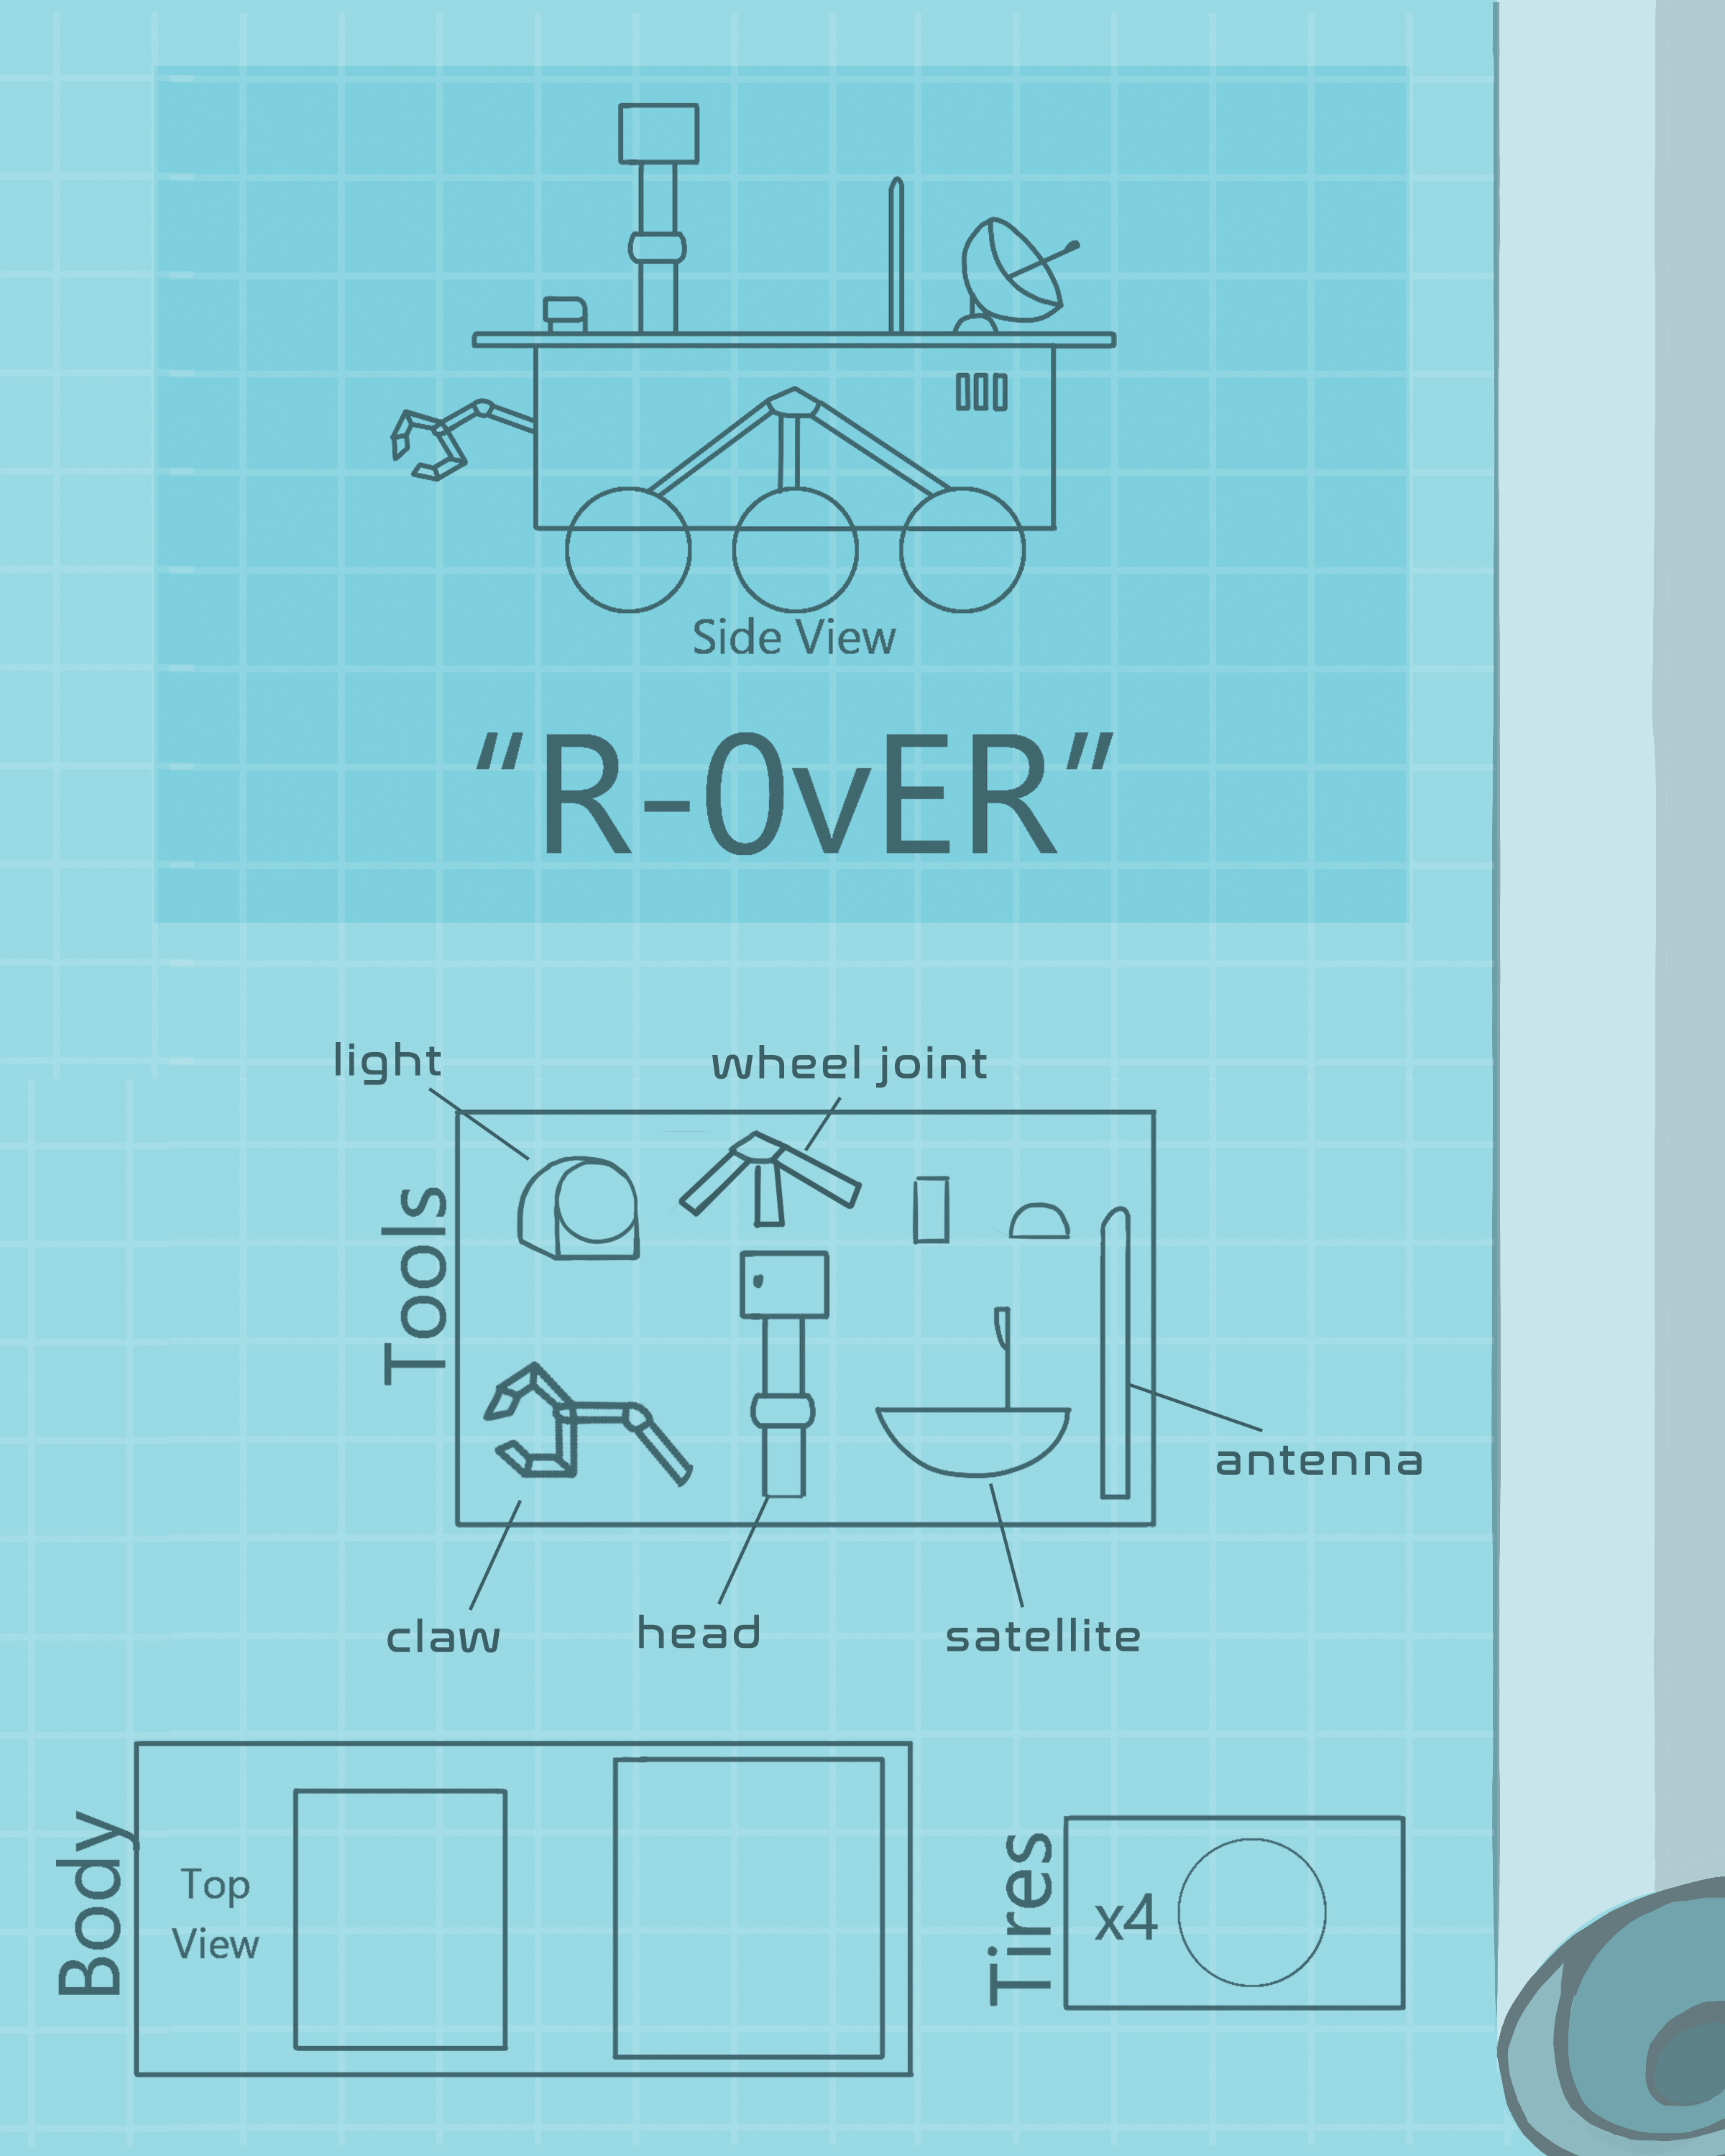 Side View
“R-0vER”
light
wheel joint
Tools
antenna
claw
head
satellite
Body
Top
View
Tires
x4